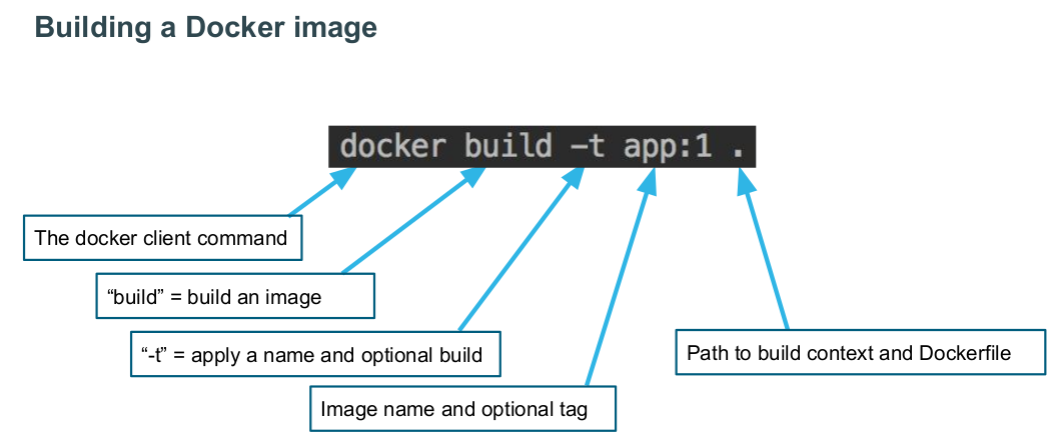 Building a Docker image
docker build –t app:1 .
The docker client command
“build” = build an image
“-t” = apply a name and optional build
Path to build context and Dockerfile
Image name and optional tag